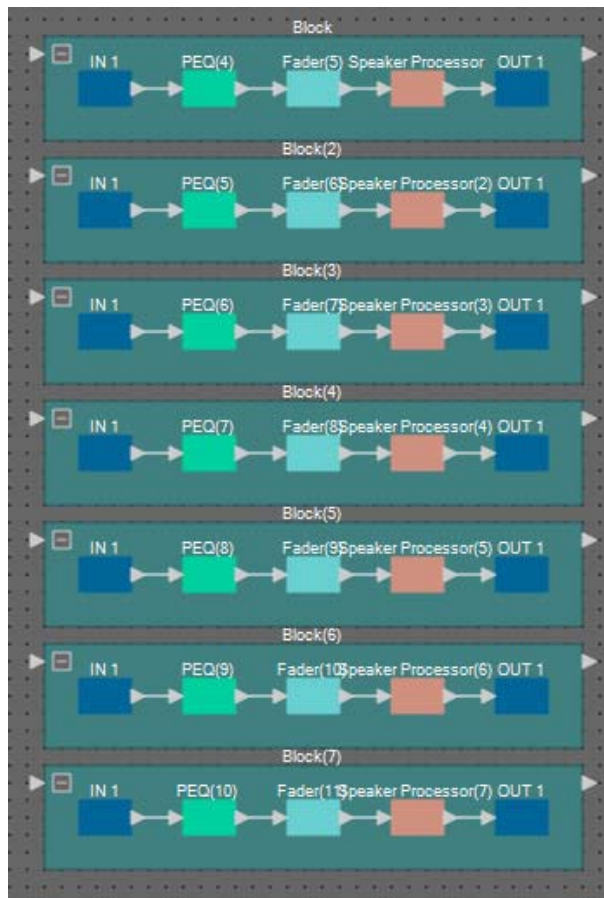 Block
IN 1 PEQ(4) Fader(5) Speaker Processor OUT 1
Block(2)
IN 1 PEQ(5) Fader(6) Speaker Processor(2) OUT 1
Block(3)
IN 1 PEQ(6) Fader(7) Speaker Processor(3) OUT 1
Block(4)
IN 1 PEQ(7) Fader(8) Speaker Processor(4) OUT 1
Block(5)
IN 1 PEQ(8) Fader(9) Speaker Processor(5) OUT 1
Block(6)
IN 1 PEQ(9) Fader(10) Speaker Processor(6) OUT 1
Block(7)
IN 1 PEQ(10) Fader(11) Speaker Processor(7) OUT 1